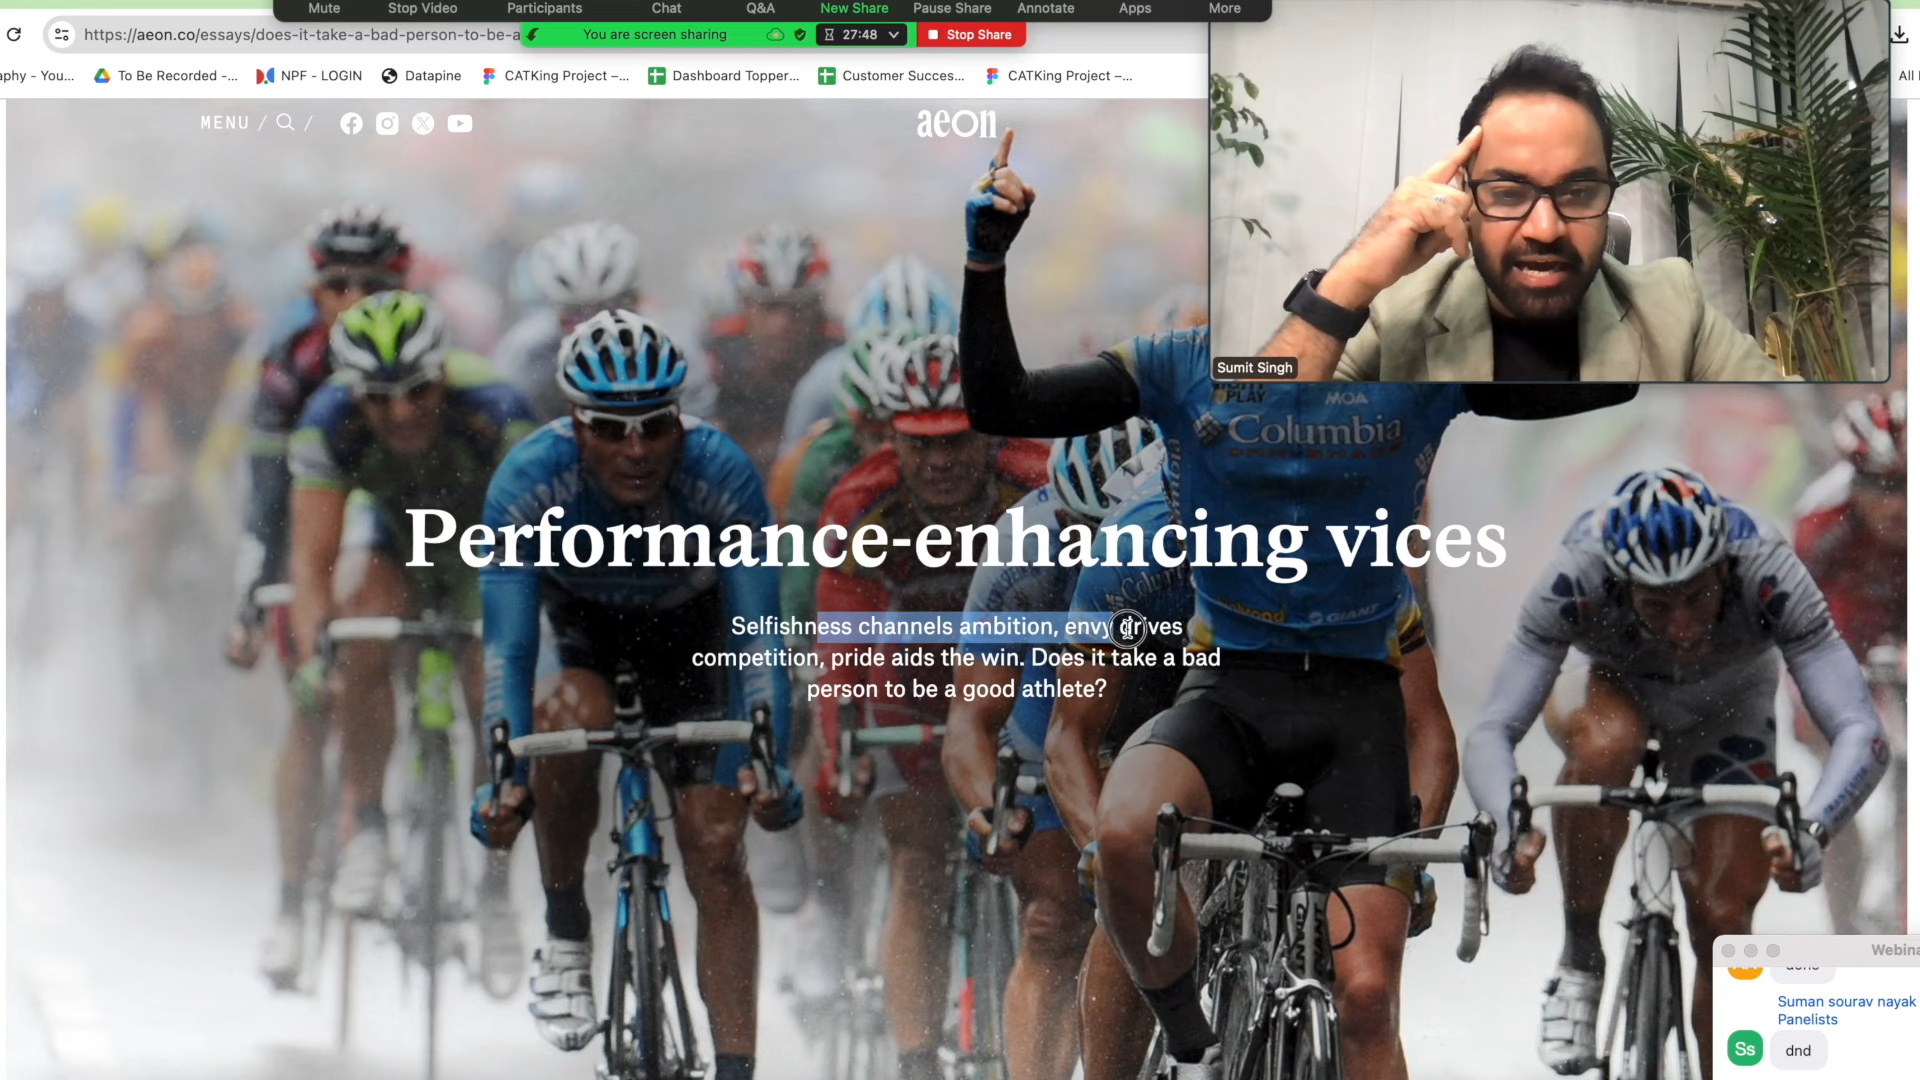 Mute Stop Video Participants Chat Q&A New Share Pause Share Annotate Apps More
https://aeon.co/essays/does-it-take-a-bad-person-to-be-a
You are screen sharing 27:48 Stop Share
aphy - You... To Be Recorded -... NPF - LOGIN Datapine CATKing Project –... Dashboard Topper... Customer Succes... CATKing Project –... All
MENU / /
aeon
Sumit Singh
PLAY MOA
Columbia
Performance-enhancing vices
Selfishness channels ambition, envy drives
competition, pride aids the win. Does it take a bad
person to be a good athlete?
GIANT
GIANT
Webina
Suman sourav nayak
Panelists
Ss dnd